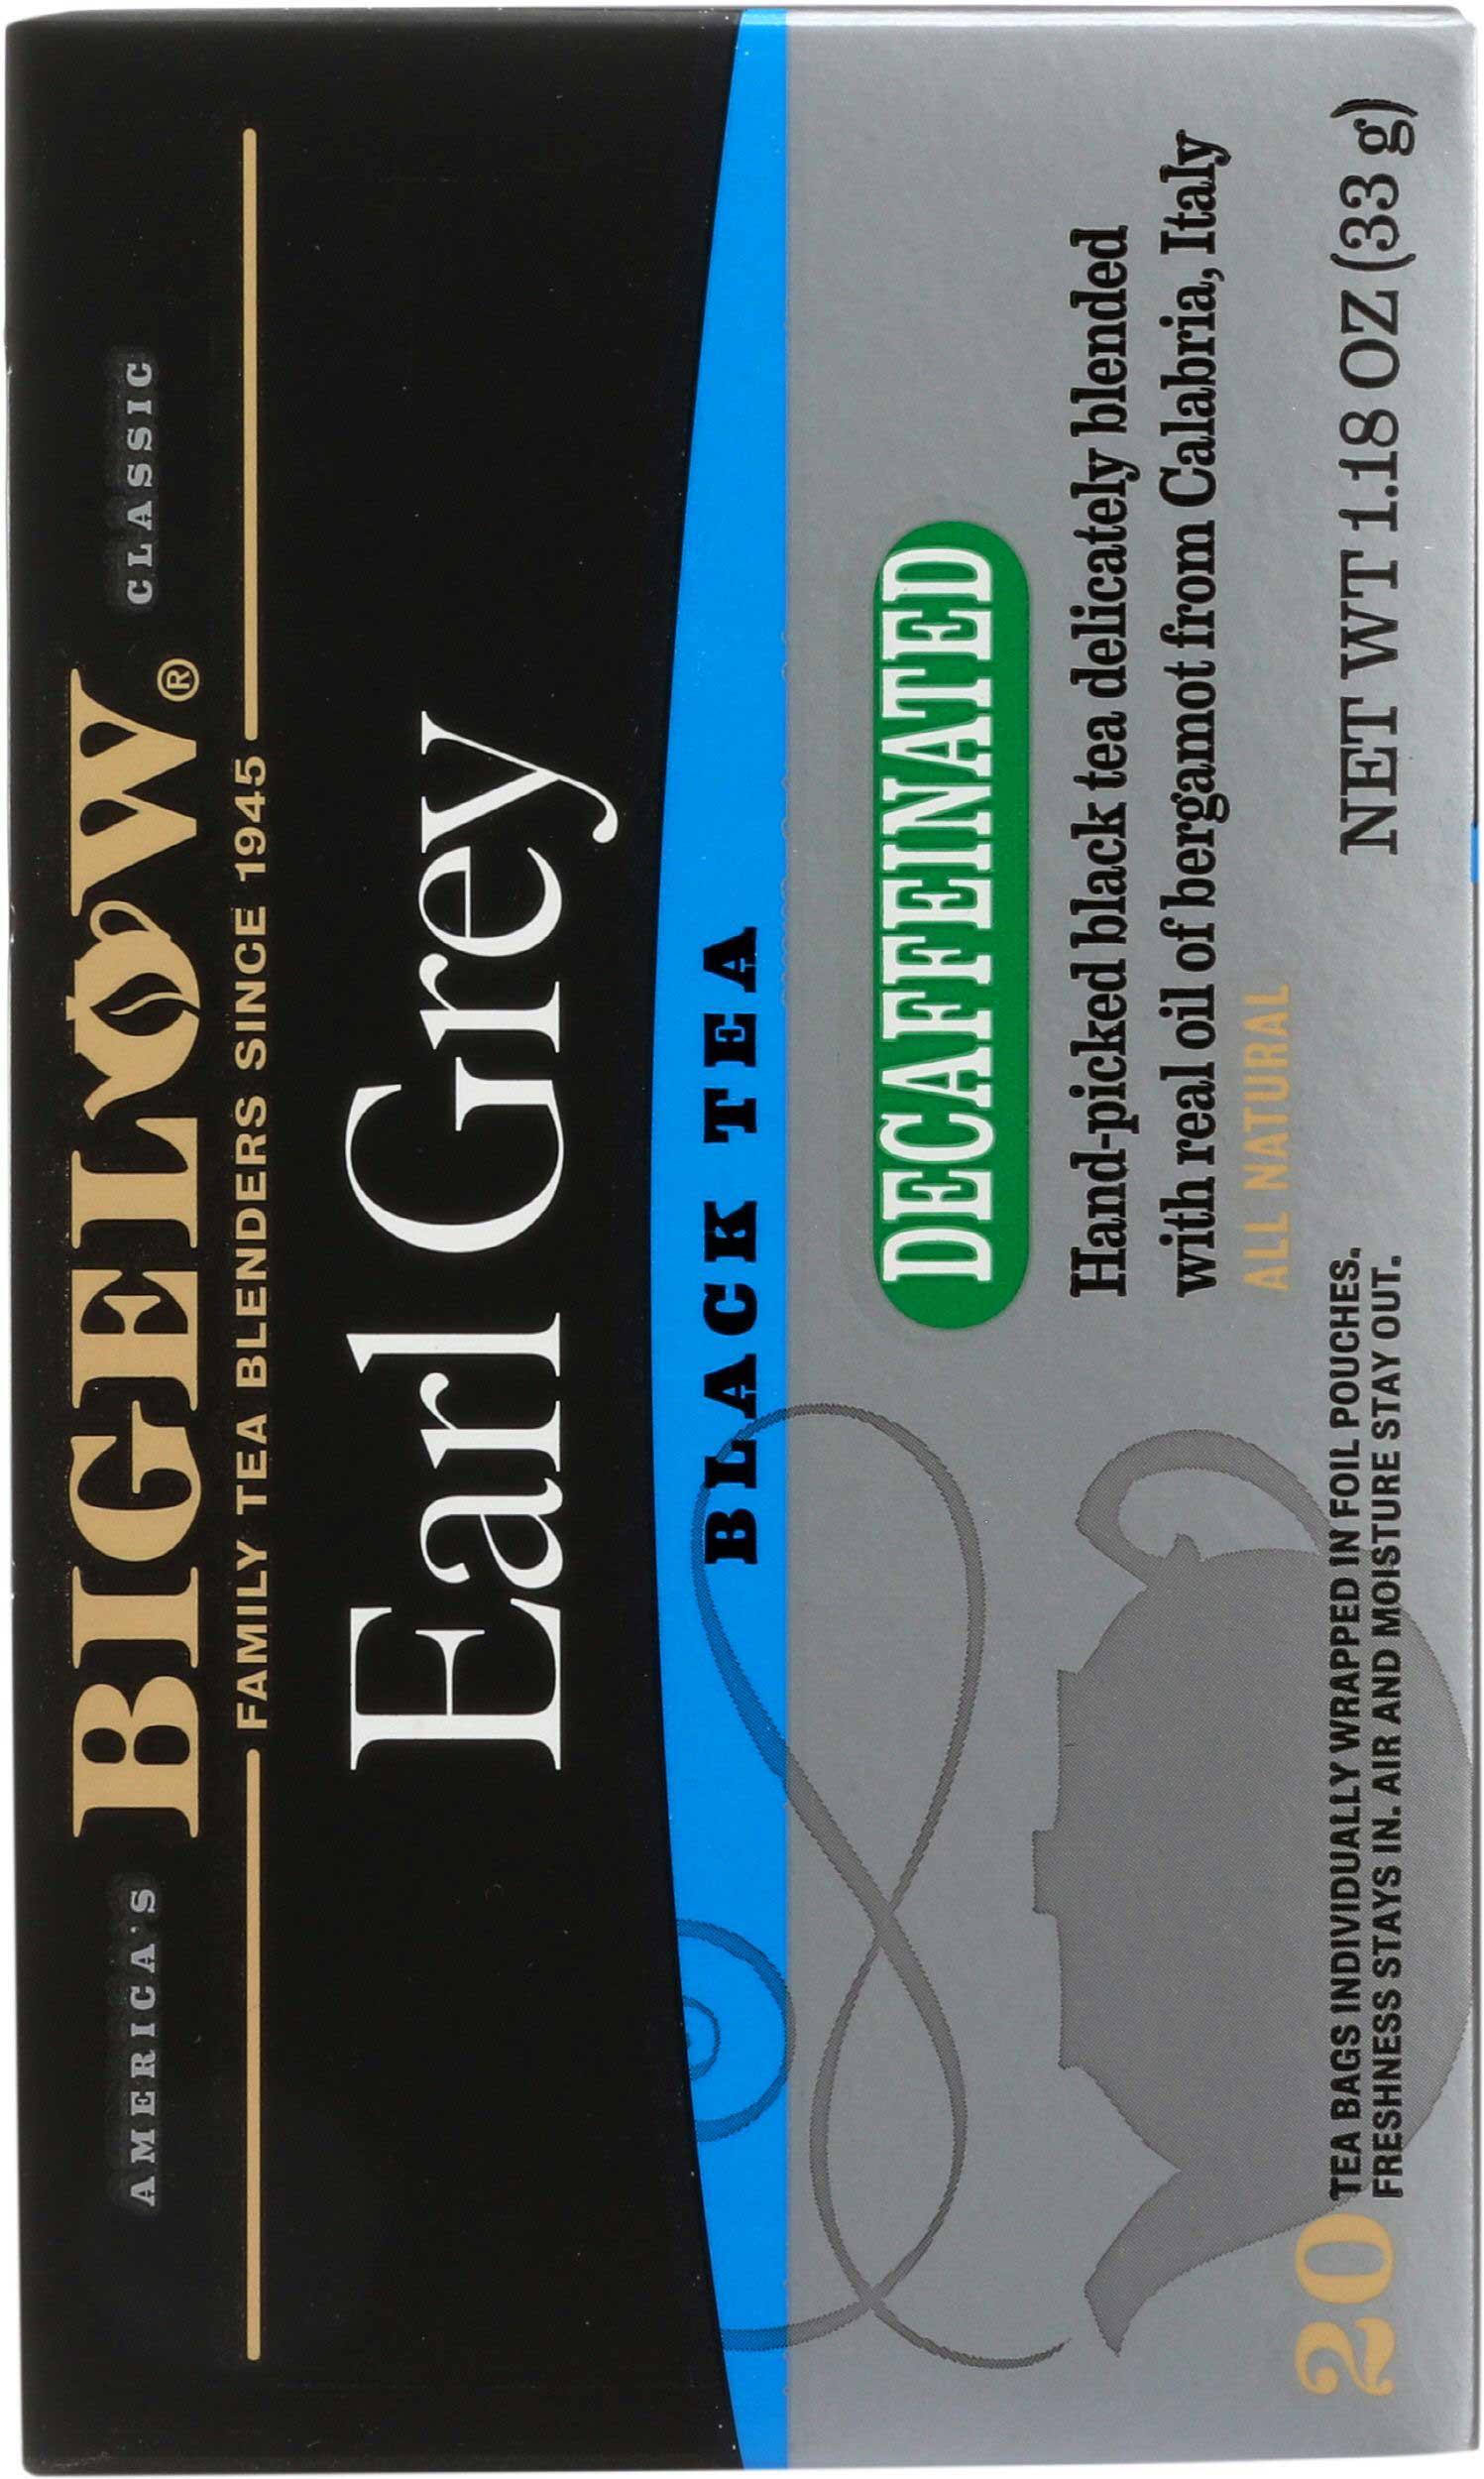 AMERICA'S BIGELOW® CLASSIC
FAMILY TEA BLENDERS SINCE 1945
Earl Grey
BLACK TEA
DECAFFEINATED
Hand-picked black tea delicately blended
with real oil of bergamot from Calabria, Italy
ALL NATURAL
20 TEA BAGS INDIVIDUALLY WRAPPED IN FOIL POUCHES.
FRESHNESS STAYS IN. AIR AND MOISTURE STAY OUT.
NET WT 1.18 OZ (33 g)